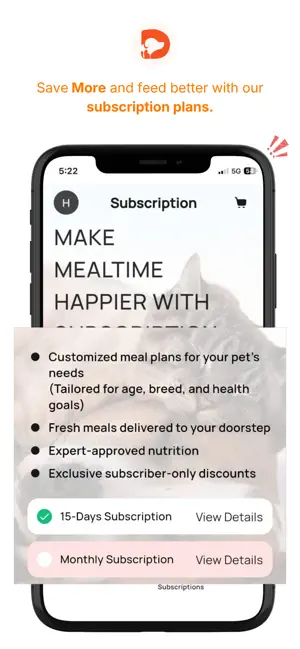 Save More and feed better with our
subscription plans.
5:22
5G
H
Subscription
MAKE
MEALTIME
HAPPIER WITH
SUBSCRIPTION
● Customized meal plans for your pet's
needs
(Tailored for age, breed, and health
goals)
● Fresh meals delivered to your doorstep
● Expert-approved nutrition
● Exclusive subscriber-only discounts
15-Days Subscription View Details
Monthly Subscription View Details
Subscriptions